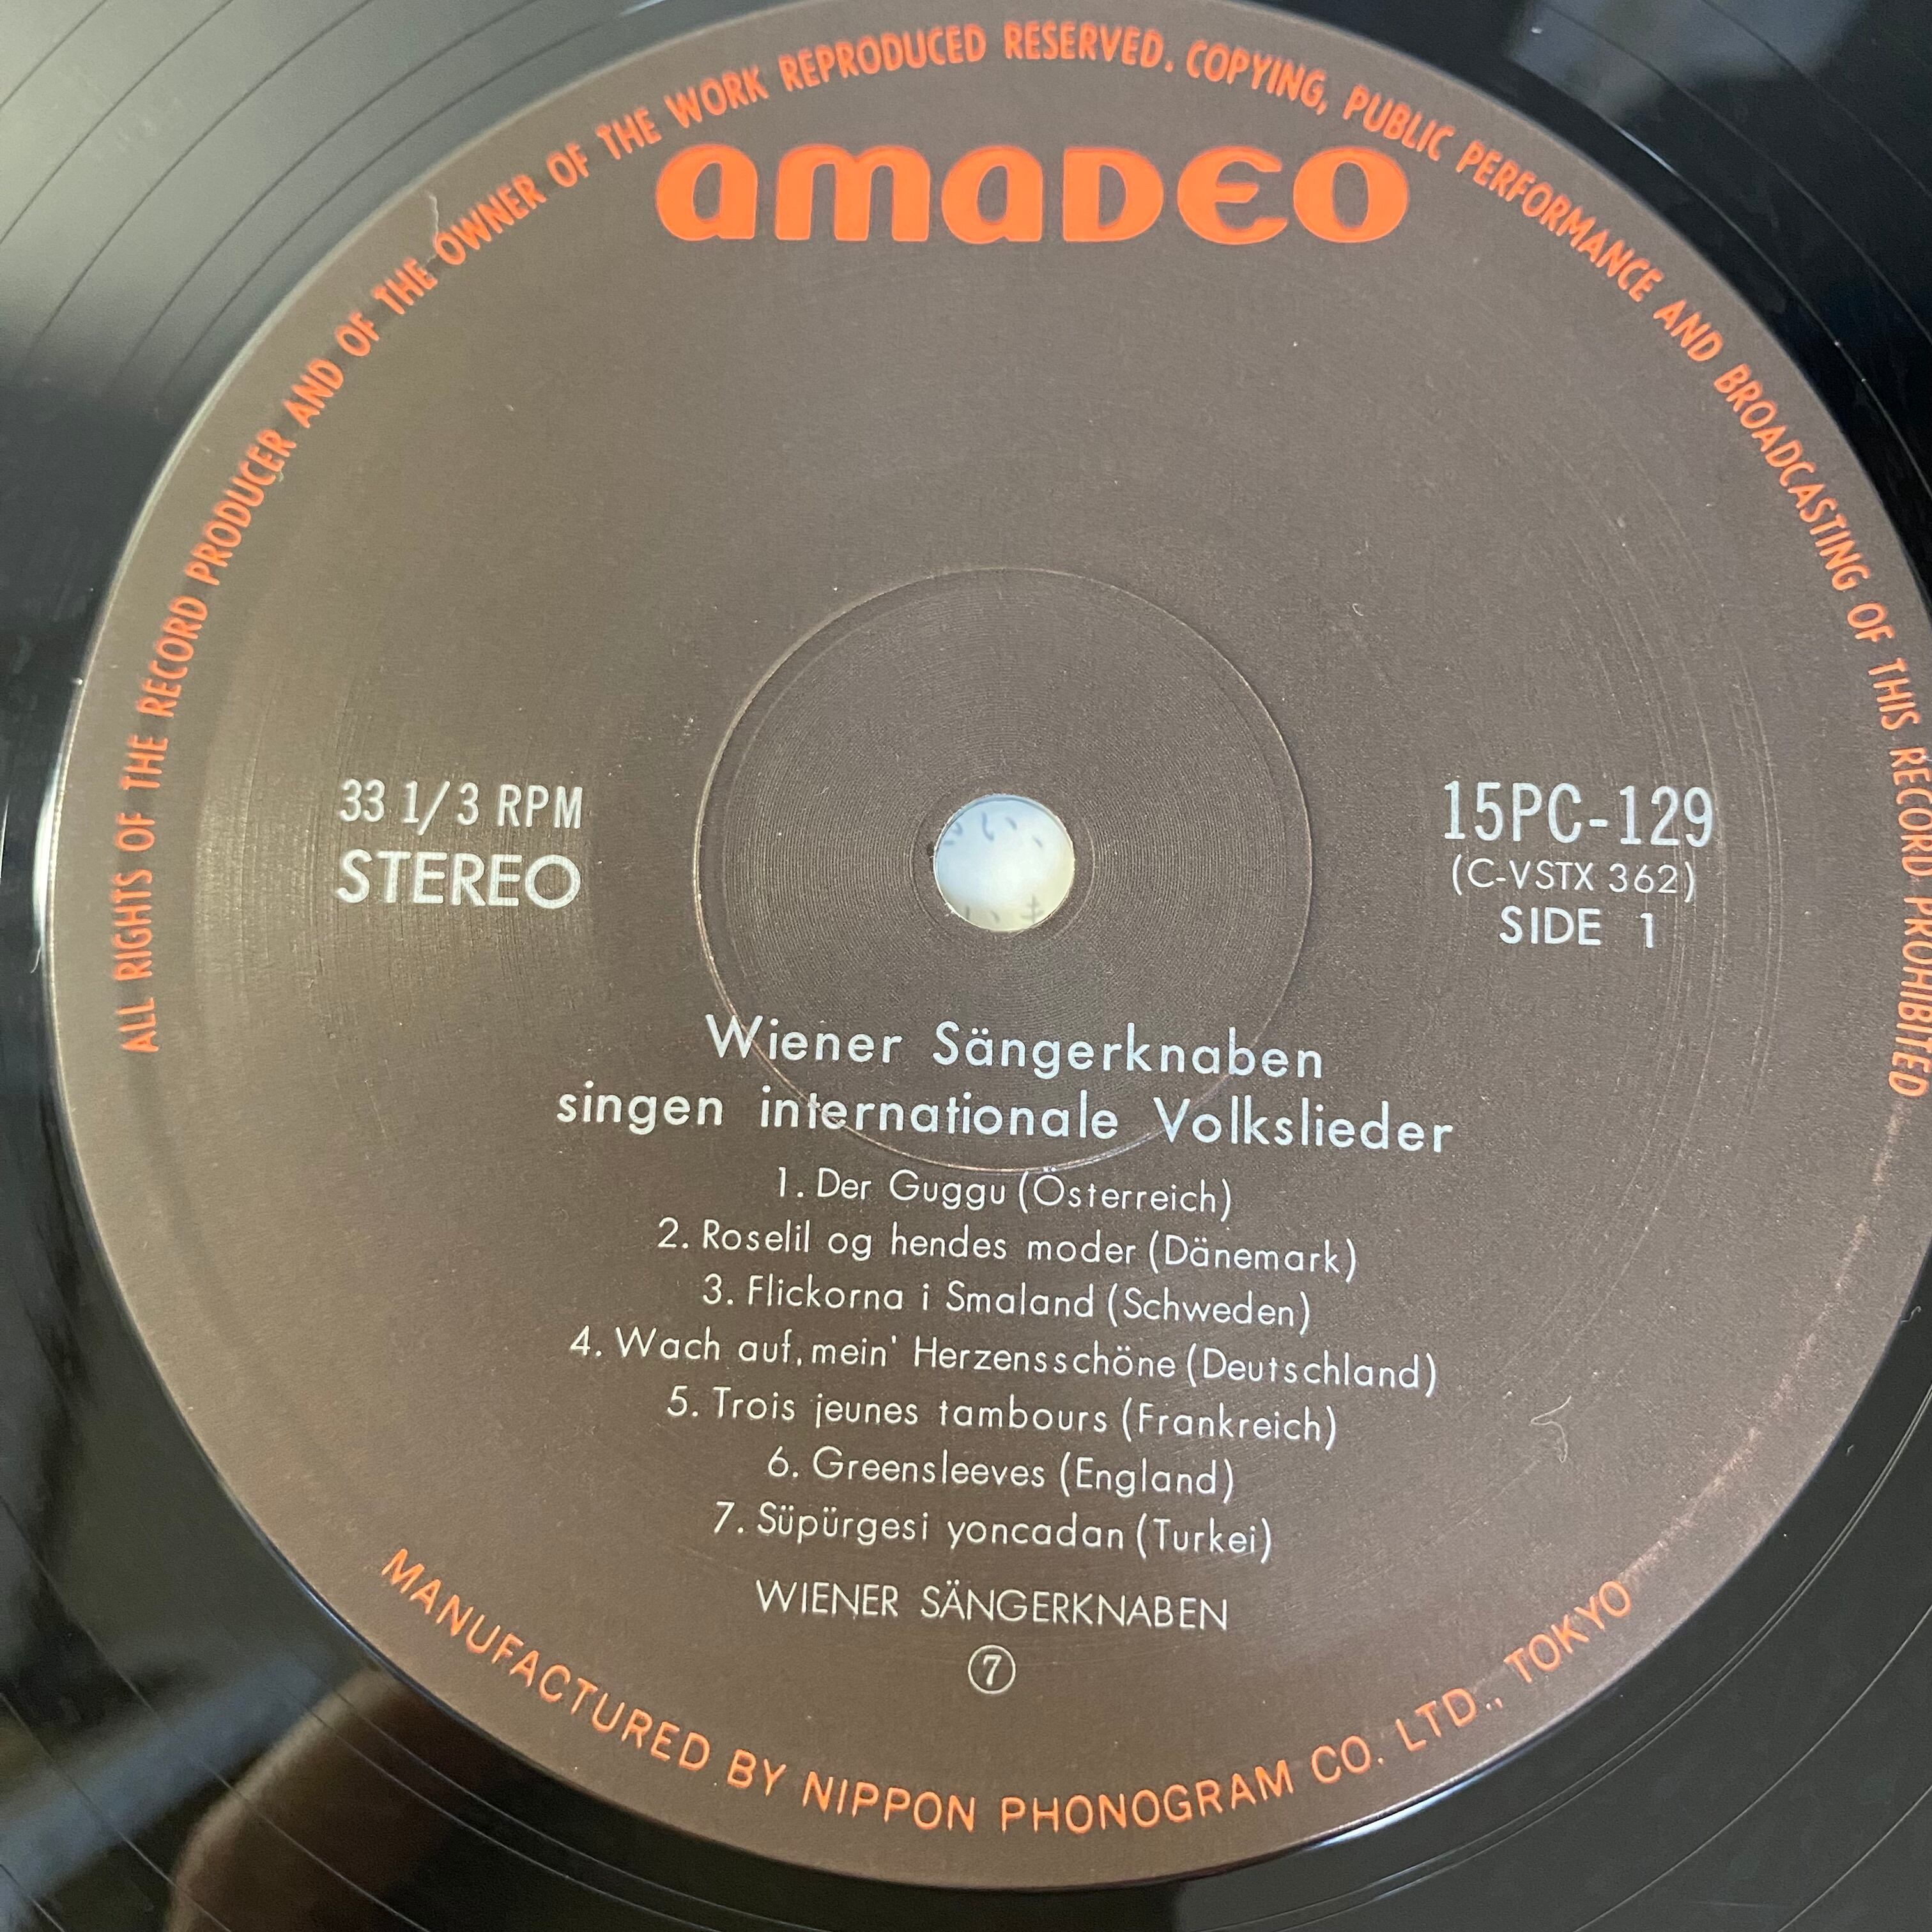 ALL RIGHTS OF THE RECORD PRODUCER AND OF THE OWNER OF THE WORK REPRODUCED RESERVED. COPYING, PUBLIC PERFORMANCE AND BROADCASTING OF THIS RECORD PROHIBITED
amadeo
33 1/3 RPM
STEREO
15PC-129
(C-VSTX 362)
SIDE 1
Wiener Sängerknaben
singen internationale Volkslieder
1. Der Guggu (Österreich)
2. Roselil og hendes moder (Dänemark)
3. Flickorna i Smaland (Schweden)
4. Wach auf, mein' Herzensschöne (Deutschland)
5. Trois jeunes tambours (Frankreich)
6. Greensleeves (England)
7. Süpürgesi yoncadan (Turkei)
WIENER SÄNGERKNABEN
⑦
MANUFACTURED BY NIPPON PHONOGRAM CO. LTD., TOKYO